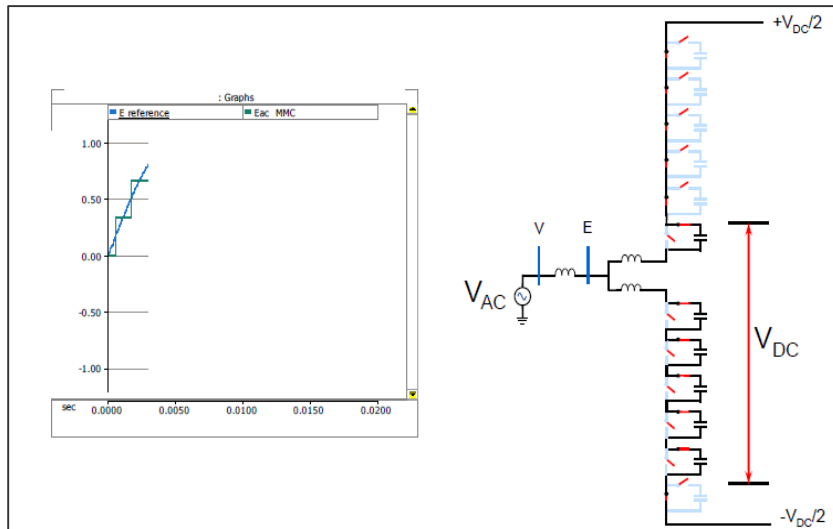 : Graphs
E reference
Eac MMC
1.00
0.50
0.00
-0.50
-1.00
sec 0.0000 0.0050 0.0100 0.0150 0.0200
+VDC/2
V E
VAC
VDC
-VDC/2